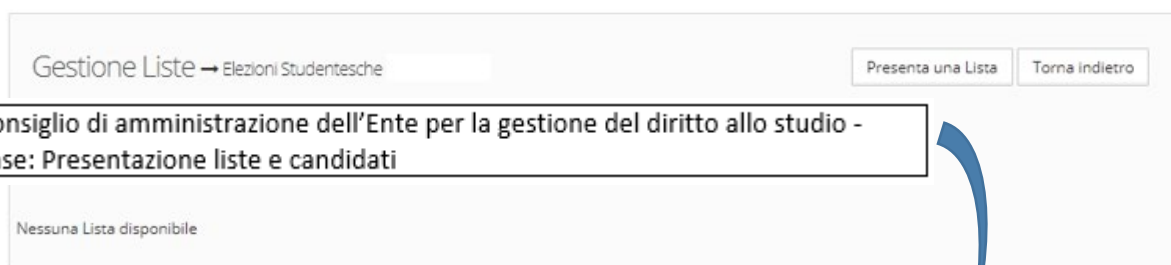 Gestione Liste → Elezioni Studentesche
Presenta una Lista
Torna indietro
onsiglio di amministrazione dell'Ente per la gestione del diritto allo studio -
ase: Presentazione liste e candidati
Nessuna Lista disponibile